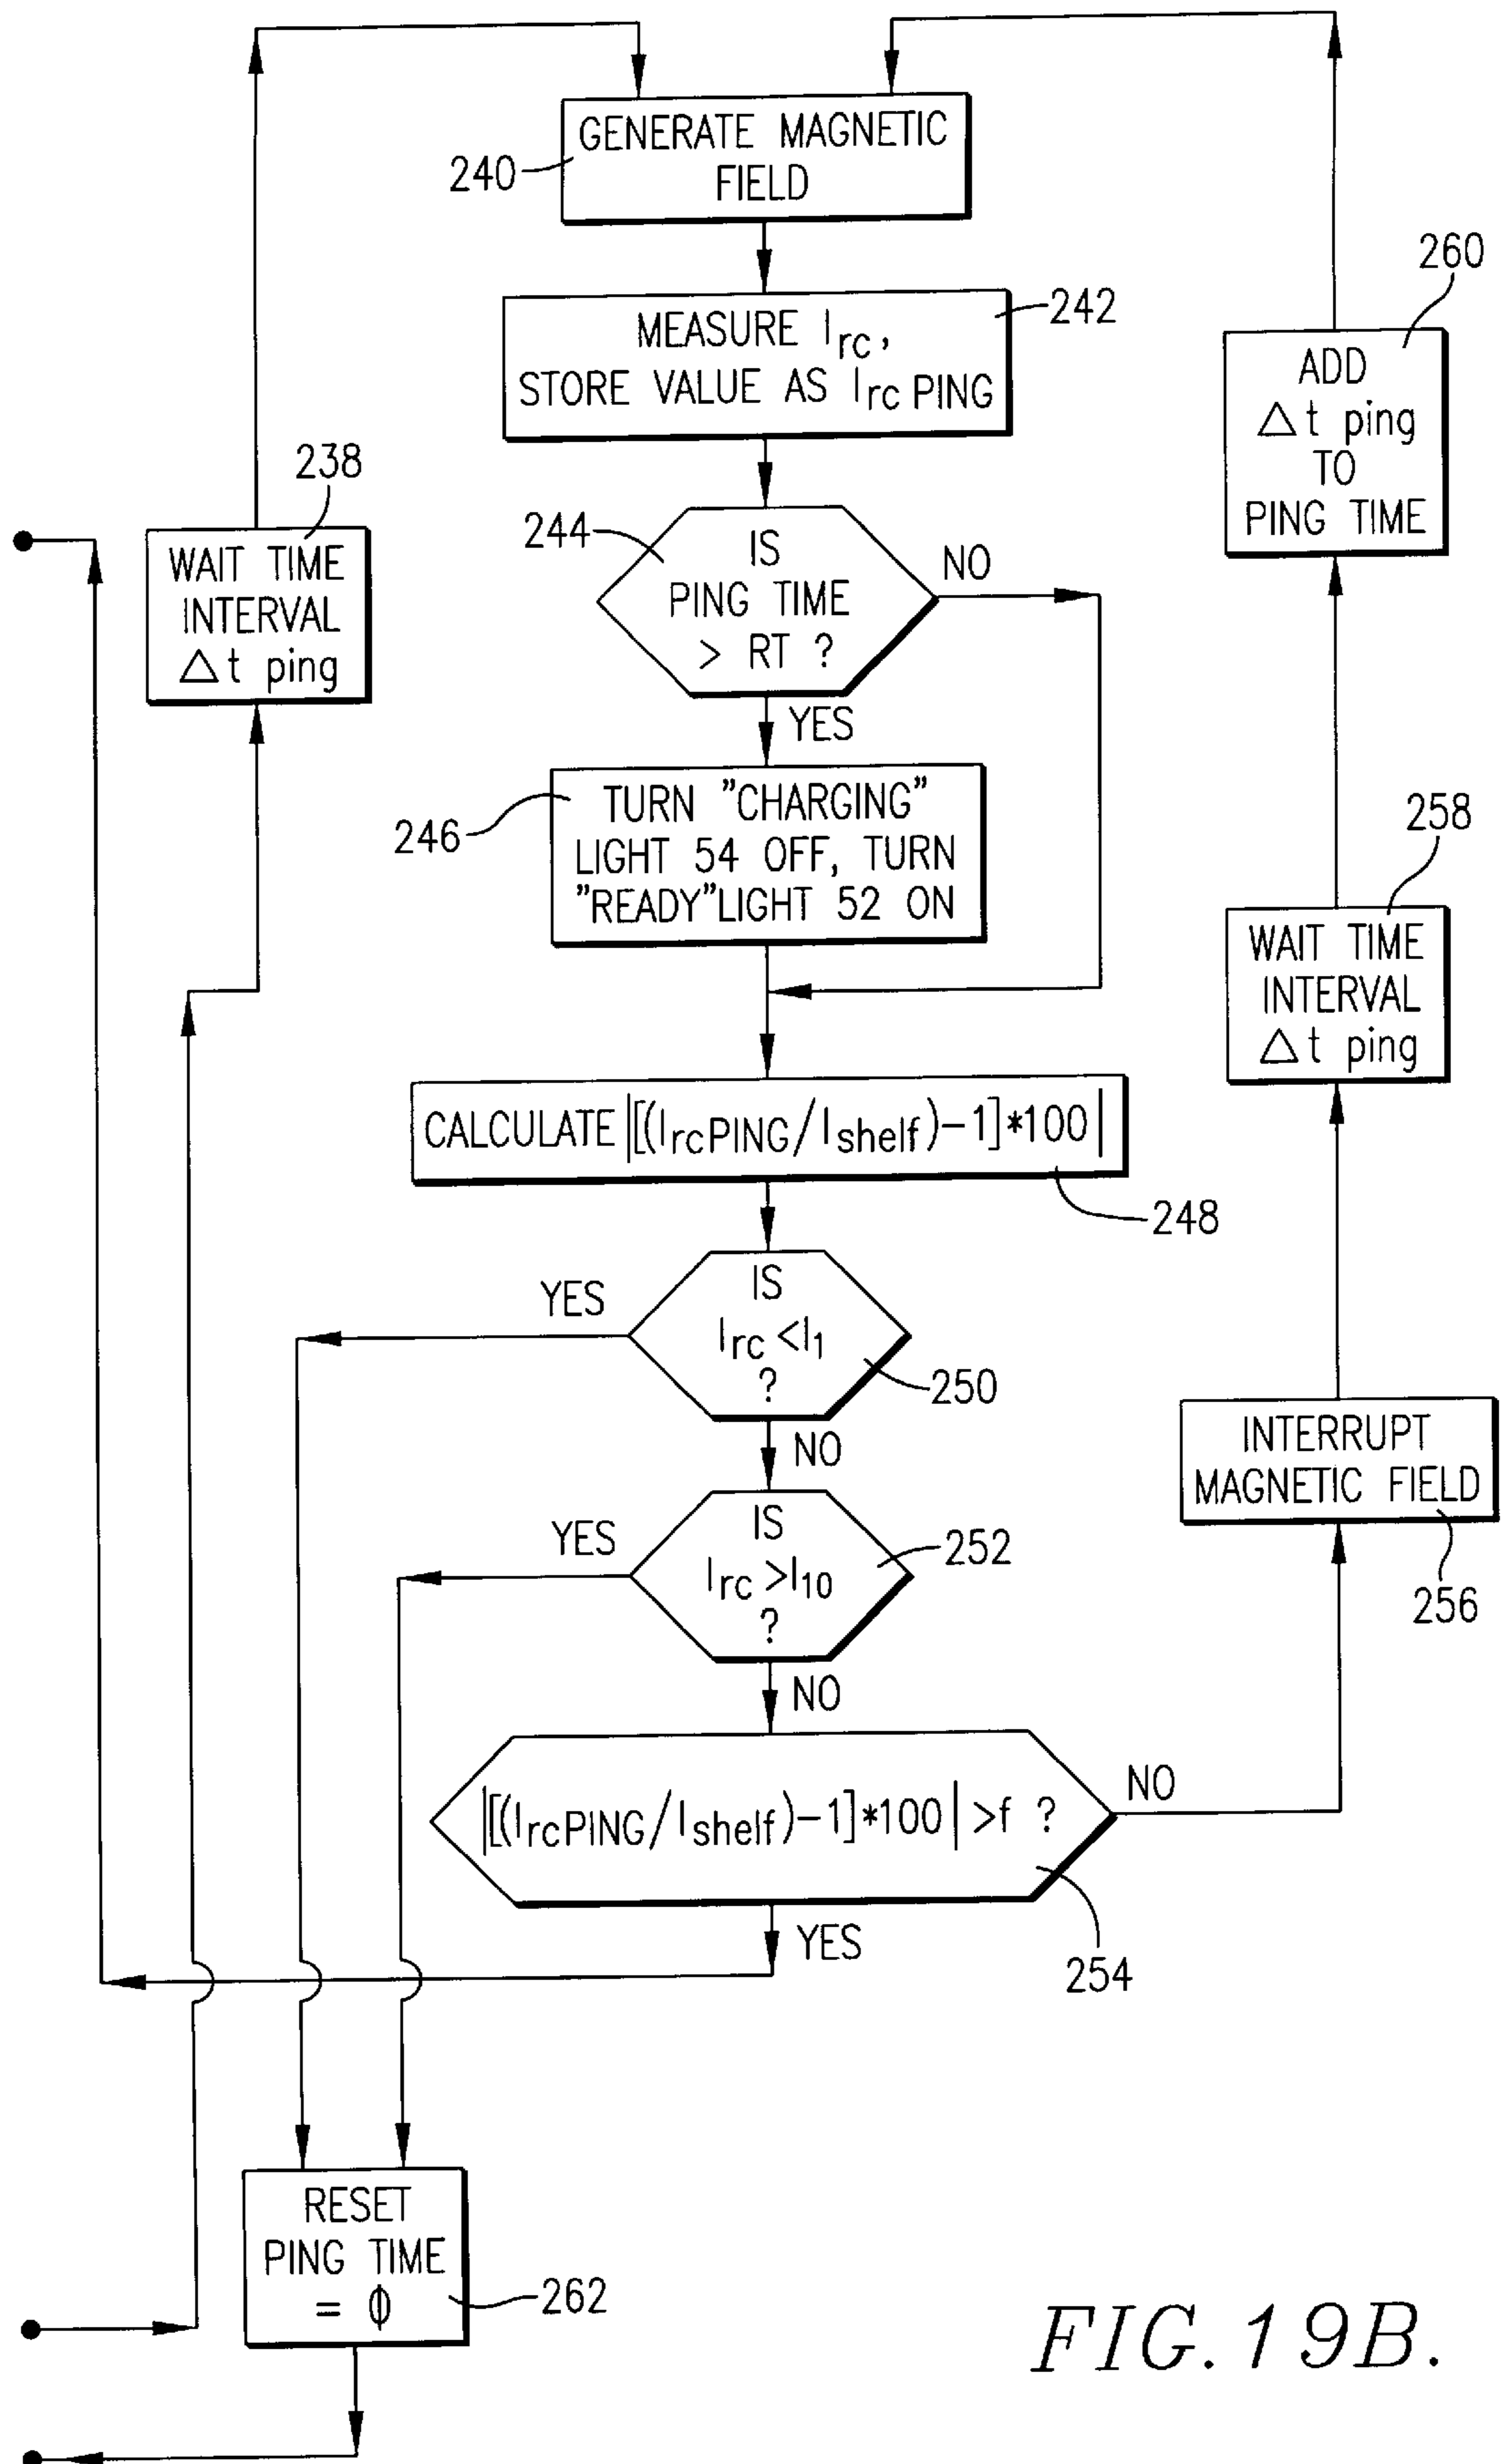 GENERATE MAGNETIC
FIELD
240
MEASURE Irc,
STORE VALUE AS Irc PING
242
260
ADD
△t ping
TO
PING TIME
238
WAIT TIME
INTERVAL
△t ping
244
IS
PING TIME
> RT ?
NO
YES
246
TURN "CHARGING"
LIGHT 54 OFF, TURN
"READY"LIGHT 52 ON
258
WAIT TIME
INTERVAL
△t ping
CALCULATE |[(IrcPING/Ishelf)-1]*100|
248
YES
IS
Irc <I1
?
250
NO
INTERRUPT
MAGNETIC FIELD
256
YES
IS
Irc >I10
?
252
NO
|[(IrcPING/Ishelf)-1]*100| >f ?
NO
254
YES
RESET
PING TIME
= ϕ
262
FIG. 19B.